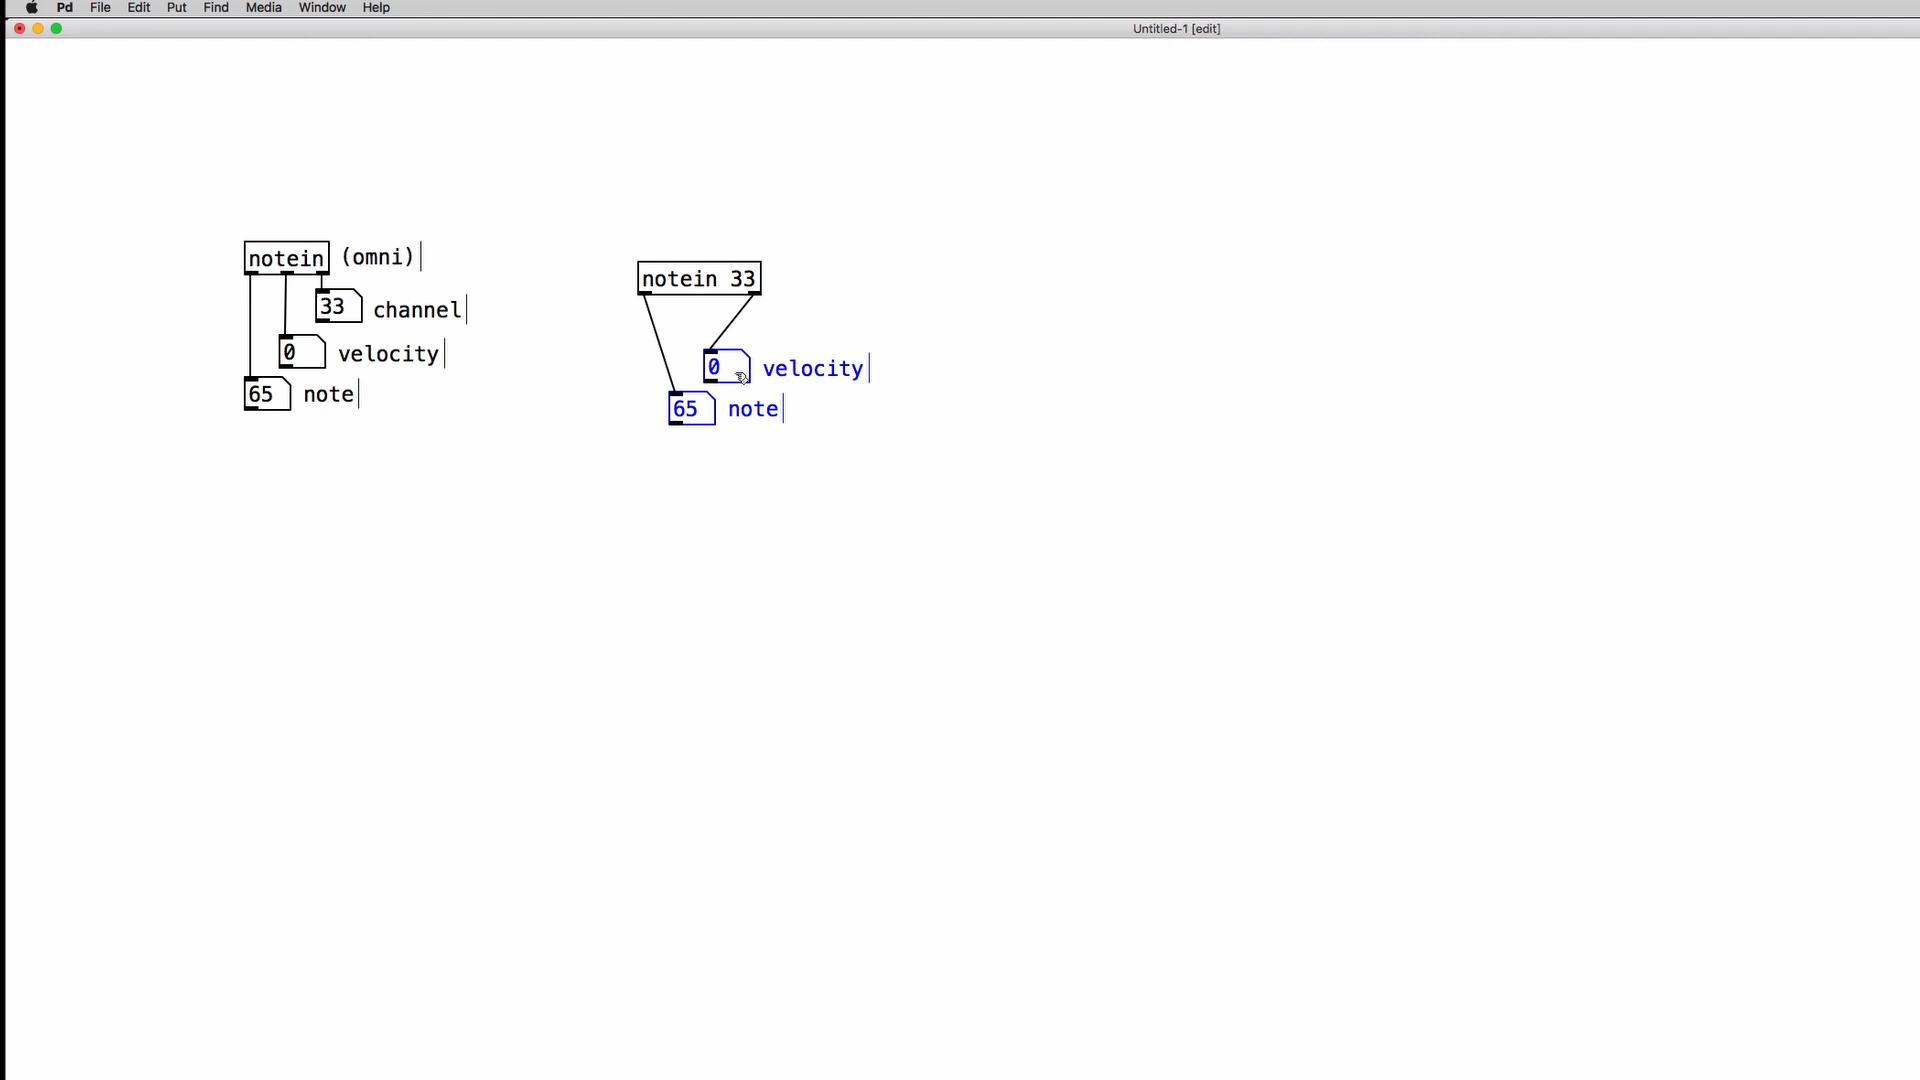 Pd File Edit Put Find Media Window Help
Untitled-1 [edit]
notein (omni)
33 channel
0 velocity
65 note
notein 33
0 velocity
65 note